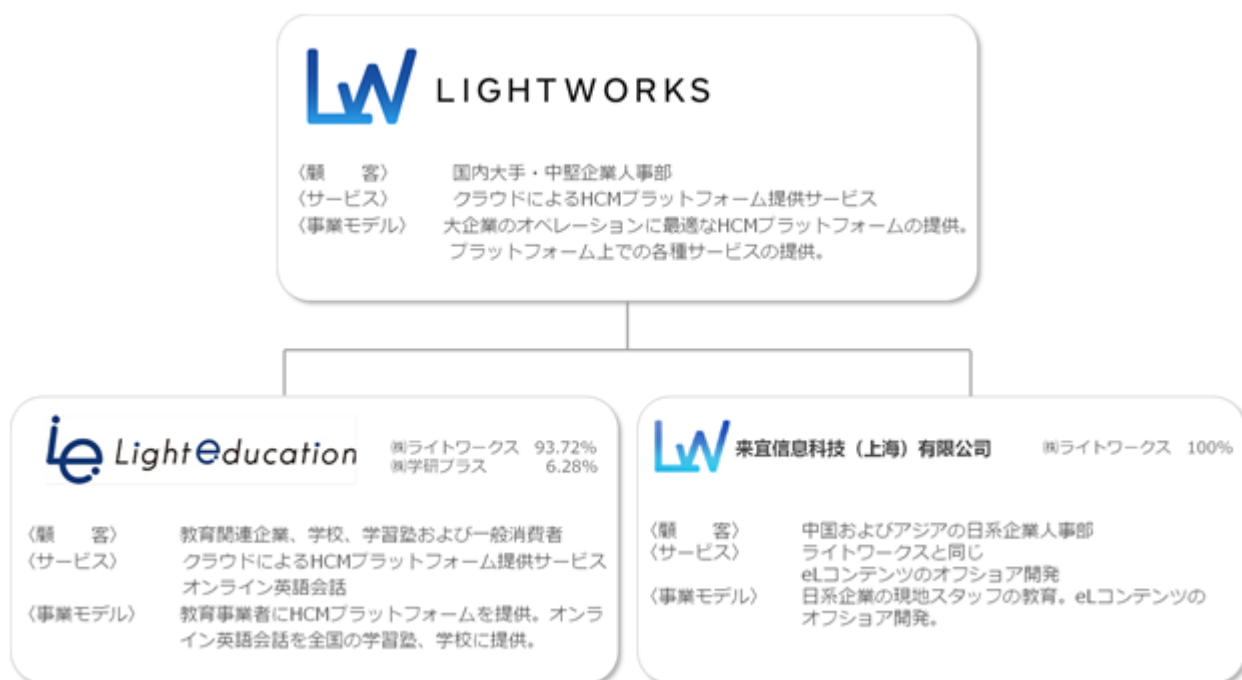 LW LIGHTWORKS
〈顧　客〉 国内大手・中堅企業人事部
〈サービス〉 クラウドによるHCMプラットフォーム提供サービス
〈事業モデル〉 大企業のオペレーションに最適なHCMプラットフォームの提供。
プラットフォーム上での各種サービスの提供。
le Light education
㈱ライトワークス 93.72%
㈱学研プラス 6.28%
〈顧　客〉 教育関連企業、学校、学習塾および一般消費者
〈サービス〉 クラウドによるHCMプラットフォーム提供サービス
オンライン英語会話
〈事業モデル〉 教育事業者にHCMプラットフォームを提供。オンラ
イン英語会話を全国の学習塾、学校に提供。
LW 来宜信息科技（上海）有限公司 ㈱ライトワークス 100%
〈顧　客〉 中国およびアジアの日系企業人事部
〈サービス〉 ライトワークスと同じ
eLコンテンツのオフショア開発
〈事業モデル〉 日系企業の現地スタッフの教育。eLコンテンツの
オフショア開発。